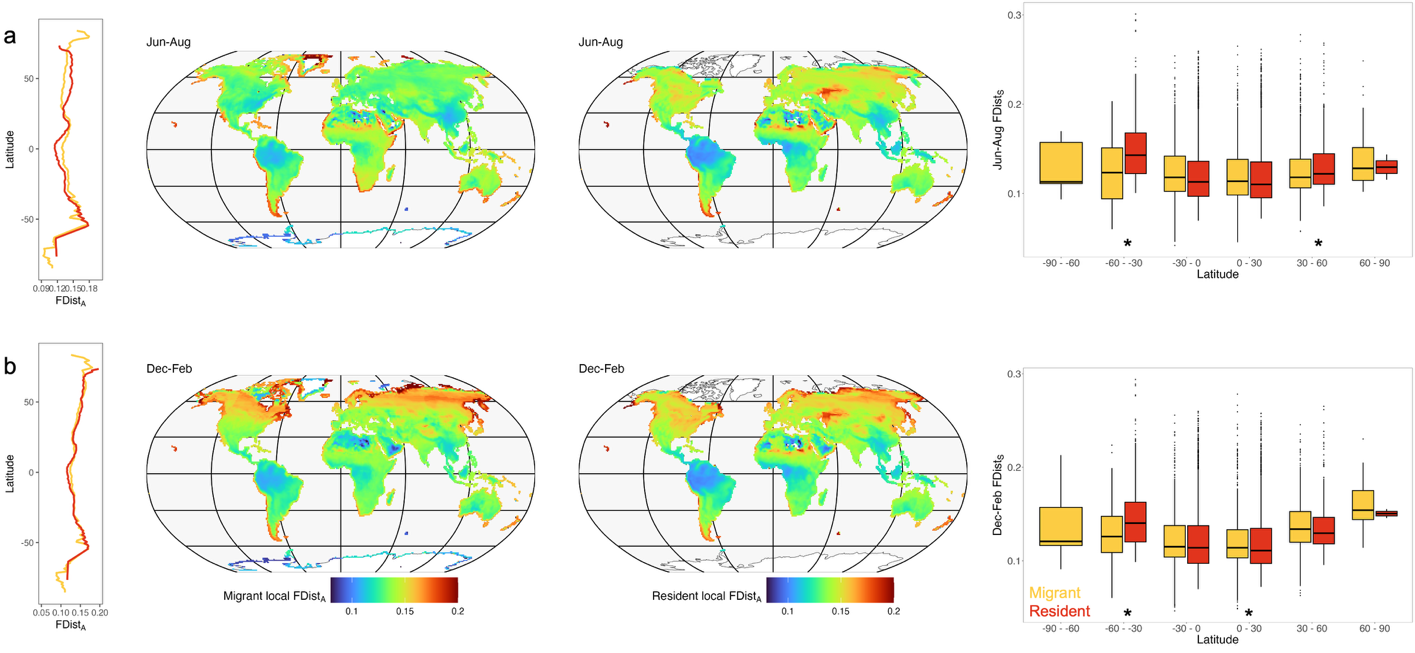 a
Latitude
50
0
-50
0.09 0.12 0.15 0.18
FDistA
Jun-Aug
Jun-Aug
Jun-Aug FDistS
0.3
0.2
0.1
* *
-90 - -60 -60 - -30 -30 - 0 0 - 30 30 - 60 60 - 90
Latitude
b
Latitude
50
0
-50
0.05 0.10 0.15 0.20
FDistA
Dec-Feb
Migrant local FDistA
0.1 0.15 0.2
Dec-Feb
Resident local FDistA
0.1 0.15 0.2
Dec-Feb FDistS
0.3
0.2
0.1
Migrant
Resident
* *
-90 - -60 -60 - -30 -30 - 0 0 - 30 30 - 60 60 - 90
Latitude